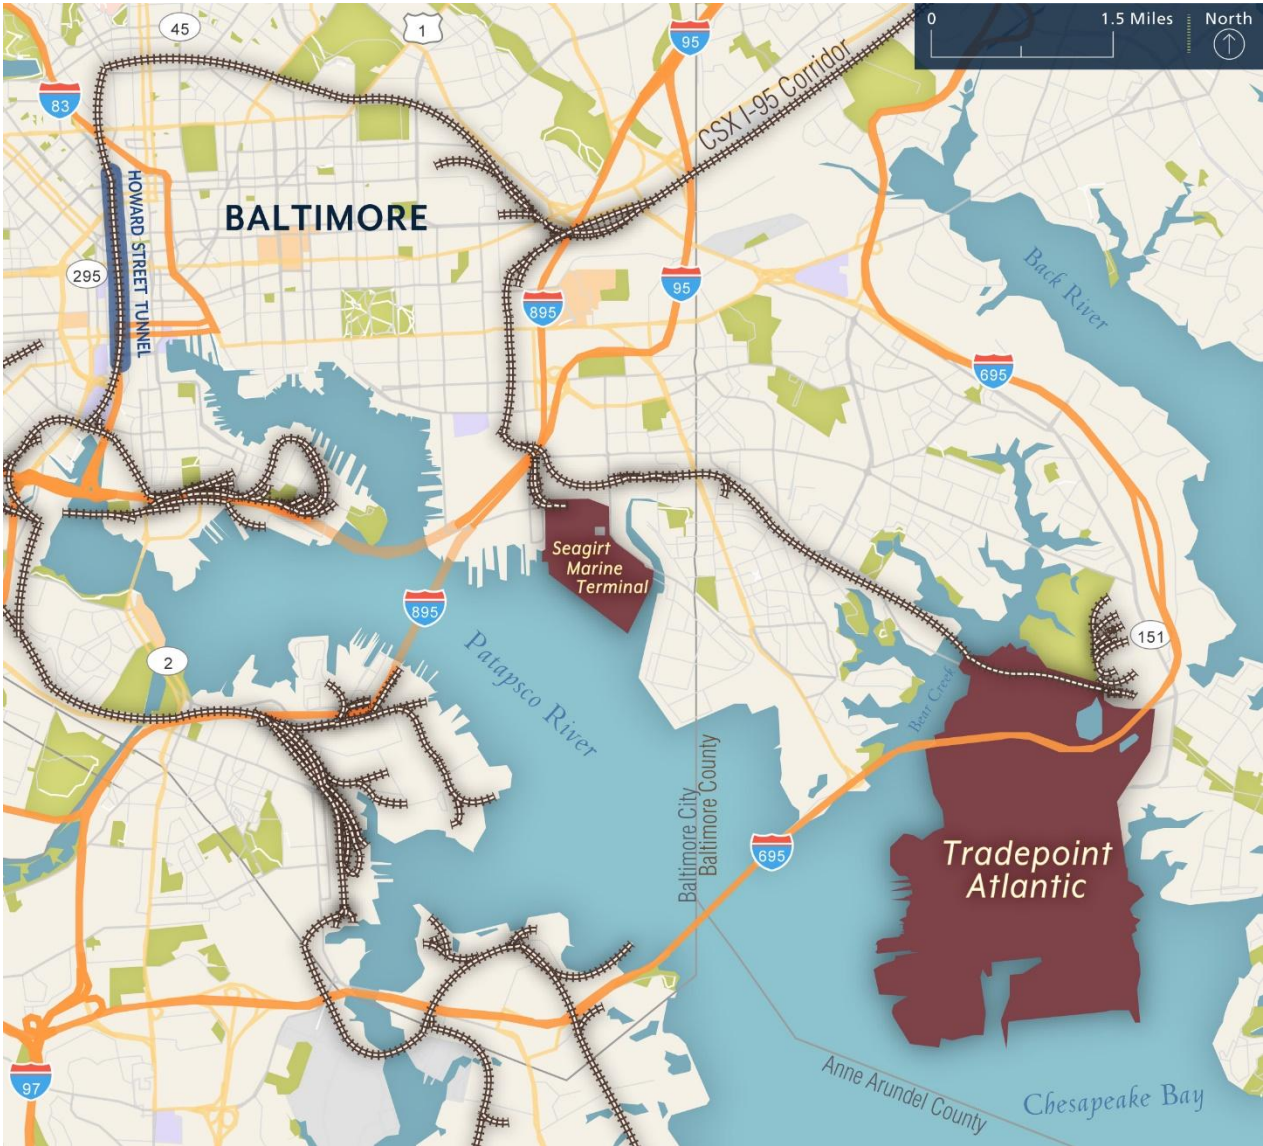 45
1
95
0
1.5 Miles
North
83
CSX I-95 Corridor
HOWARD STREET TUNNEL
BALTIMORE
295
895
95
Back River
695
Seagirt
Marine
Terminal
895
151
2
Patapsco River
Bear Creek
Baltimore City
Baltimore County
695
Tradepoint
Atlantic
97
Anne Arundel County
Chesapeake Bay